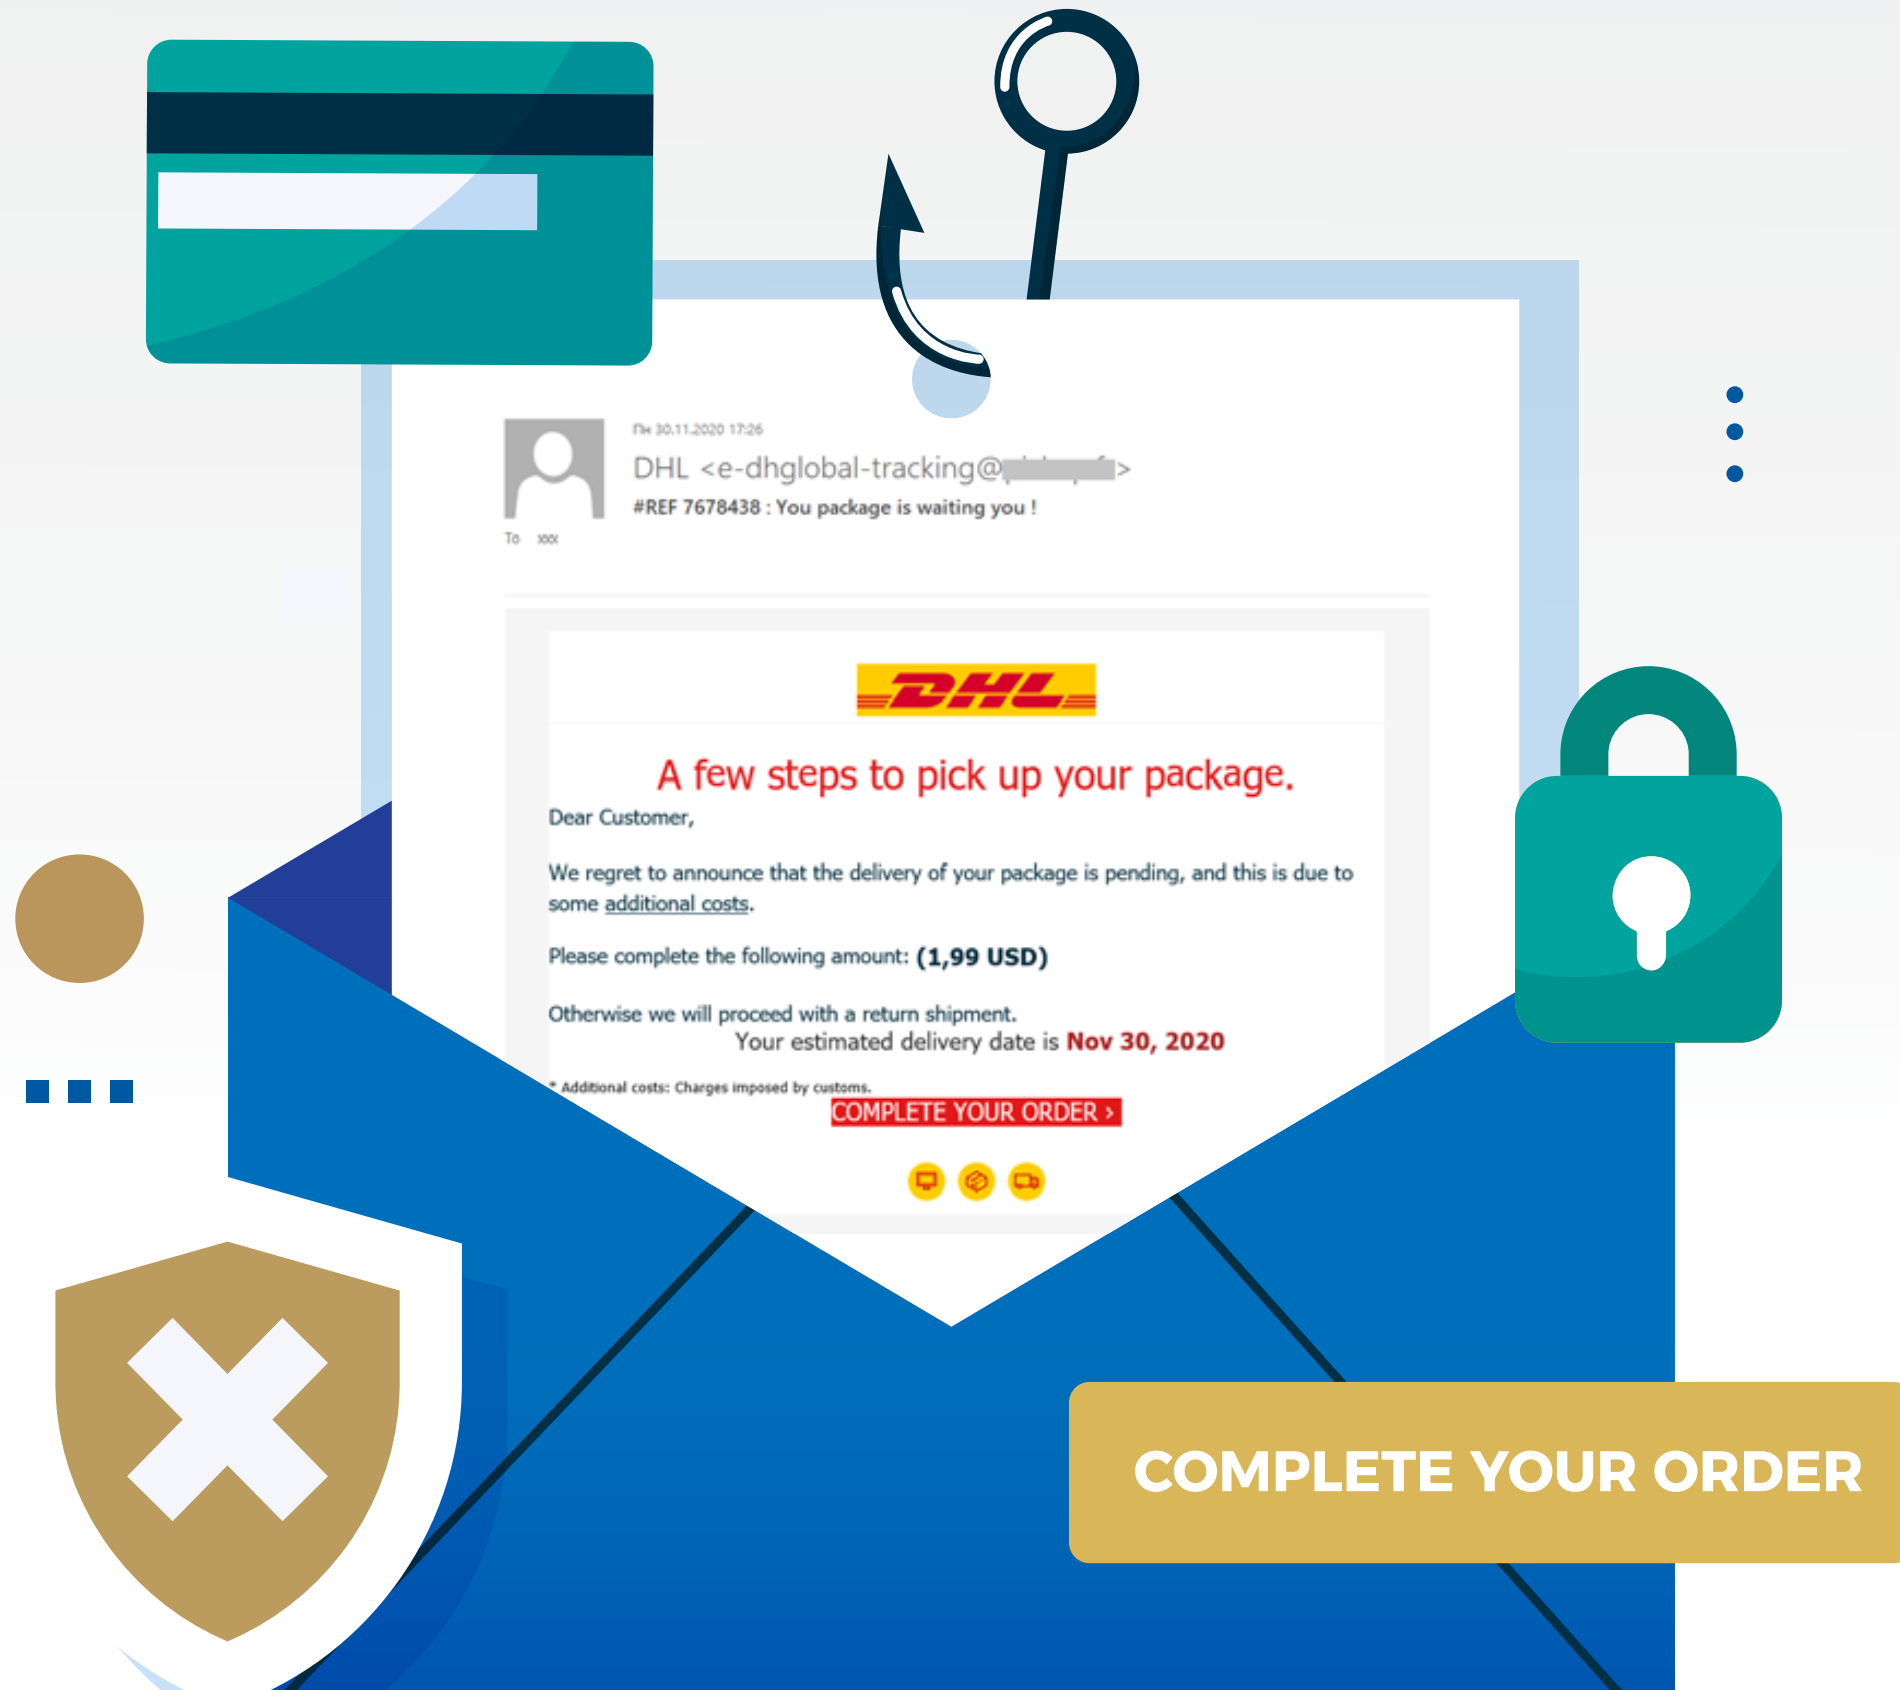 Пн 30.11.2020 17:26
DHL <e-dhglobal-tracking@ >
#REF 7678438 : You package is waiting you !
To xxx
DHL
A few steps to pick up your package.
Dear Customer,
We regret to announce that the delivery of your package is pending, and this is due to
some additional costs.
Please complete the following amount: (1,99 USD)
Otherwise we will proceed with a return shipment.
Your estimated delivery date is Nov 30, 2020
* Additional costs: Charges imposed by customs.
COMPLETE YOUR ORDER ›
COMPLETE YOUR ORDER